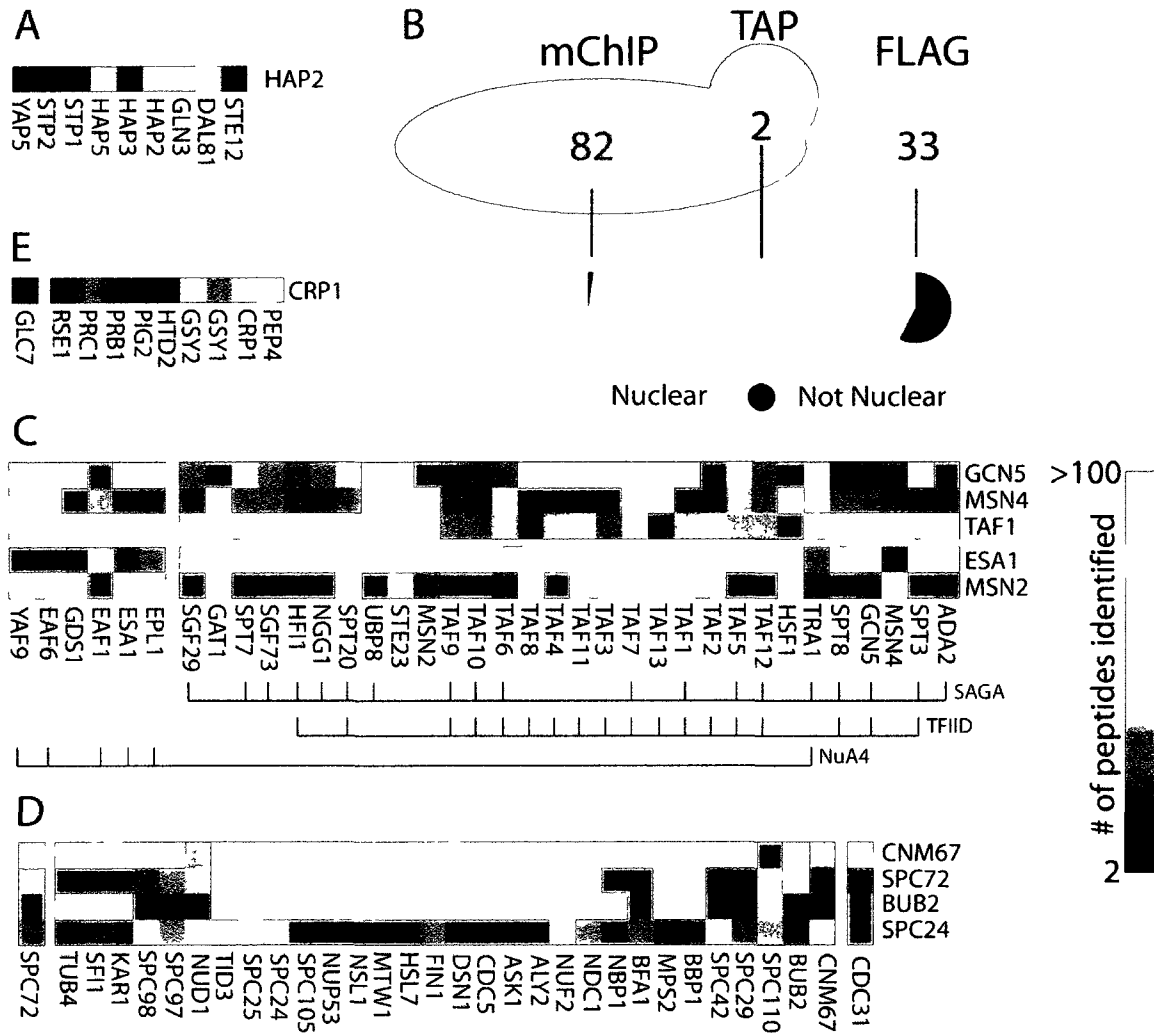 A
HAP2
YAP5
STP2
STP1
HAP5
HAP3
HAP2
GLN3
DAL81
STE12
B
mChIP
TAP
FLAG
82
2
33
Nuclear
Not Nuclear
E
CRP1
GLC7
RSE1
PRC1
PRB1
PIG2
HTD2
GSY2
GSY1
CRP1
PEP4
C
GCN5
MSN4
TAF1
ESA1
MSN2
YAF9
EAF6
GDS1
EAF1
ESA1
EPL1
SGF29
GAT1
SPT7
SGF73
HFI1
NGG1
SPT20
UBP8
STE23
MSN2
TAF9
TAF10
TAF6
TAF8
TAF4
TAF11
TAF3
TAF7
TAF13
TAF1
TAF2
TAF5
TAF12
HSF1
TRA1
SPT8
GCN5
MSN4
SPT3
ADA2
SAGA
TFIID
NuA4
>100
# of peptides identified
2
D
CNM67
SPC72
BUB2
SPC24
SPC72
TUB4
SFI1
KAR1
SPC98
SPC97
NUD1
TID3
SPC25
SPC24
SPC105
NUP53
NSL1
MTW1
HSL7
FIN1
DSN1
CDC5
ASK1
ALY2
NUF2
NDC1
NBP1
BFA1
MPS2
BBP1
SPC42
SPC29
SPC110
BUB2
CNM67
CDC31